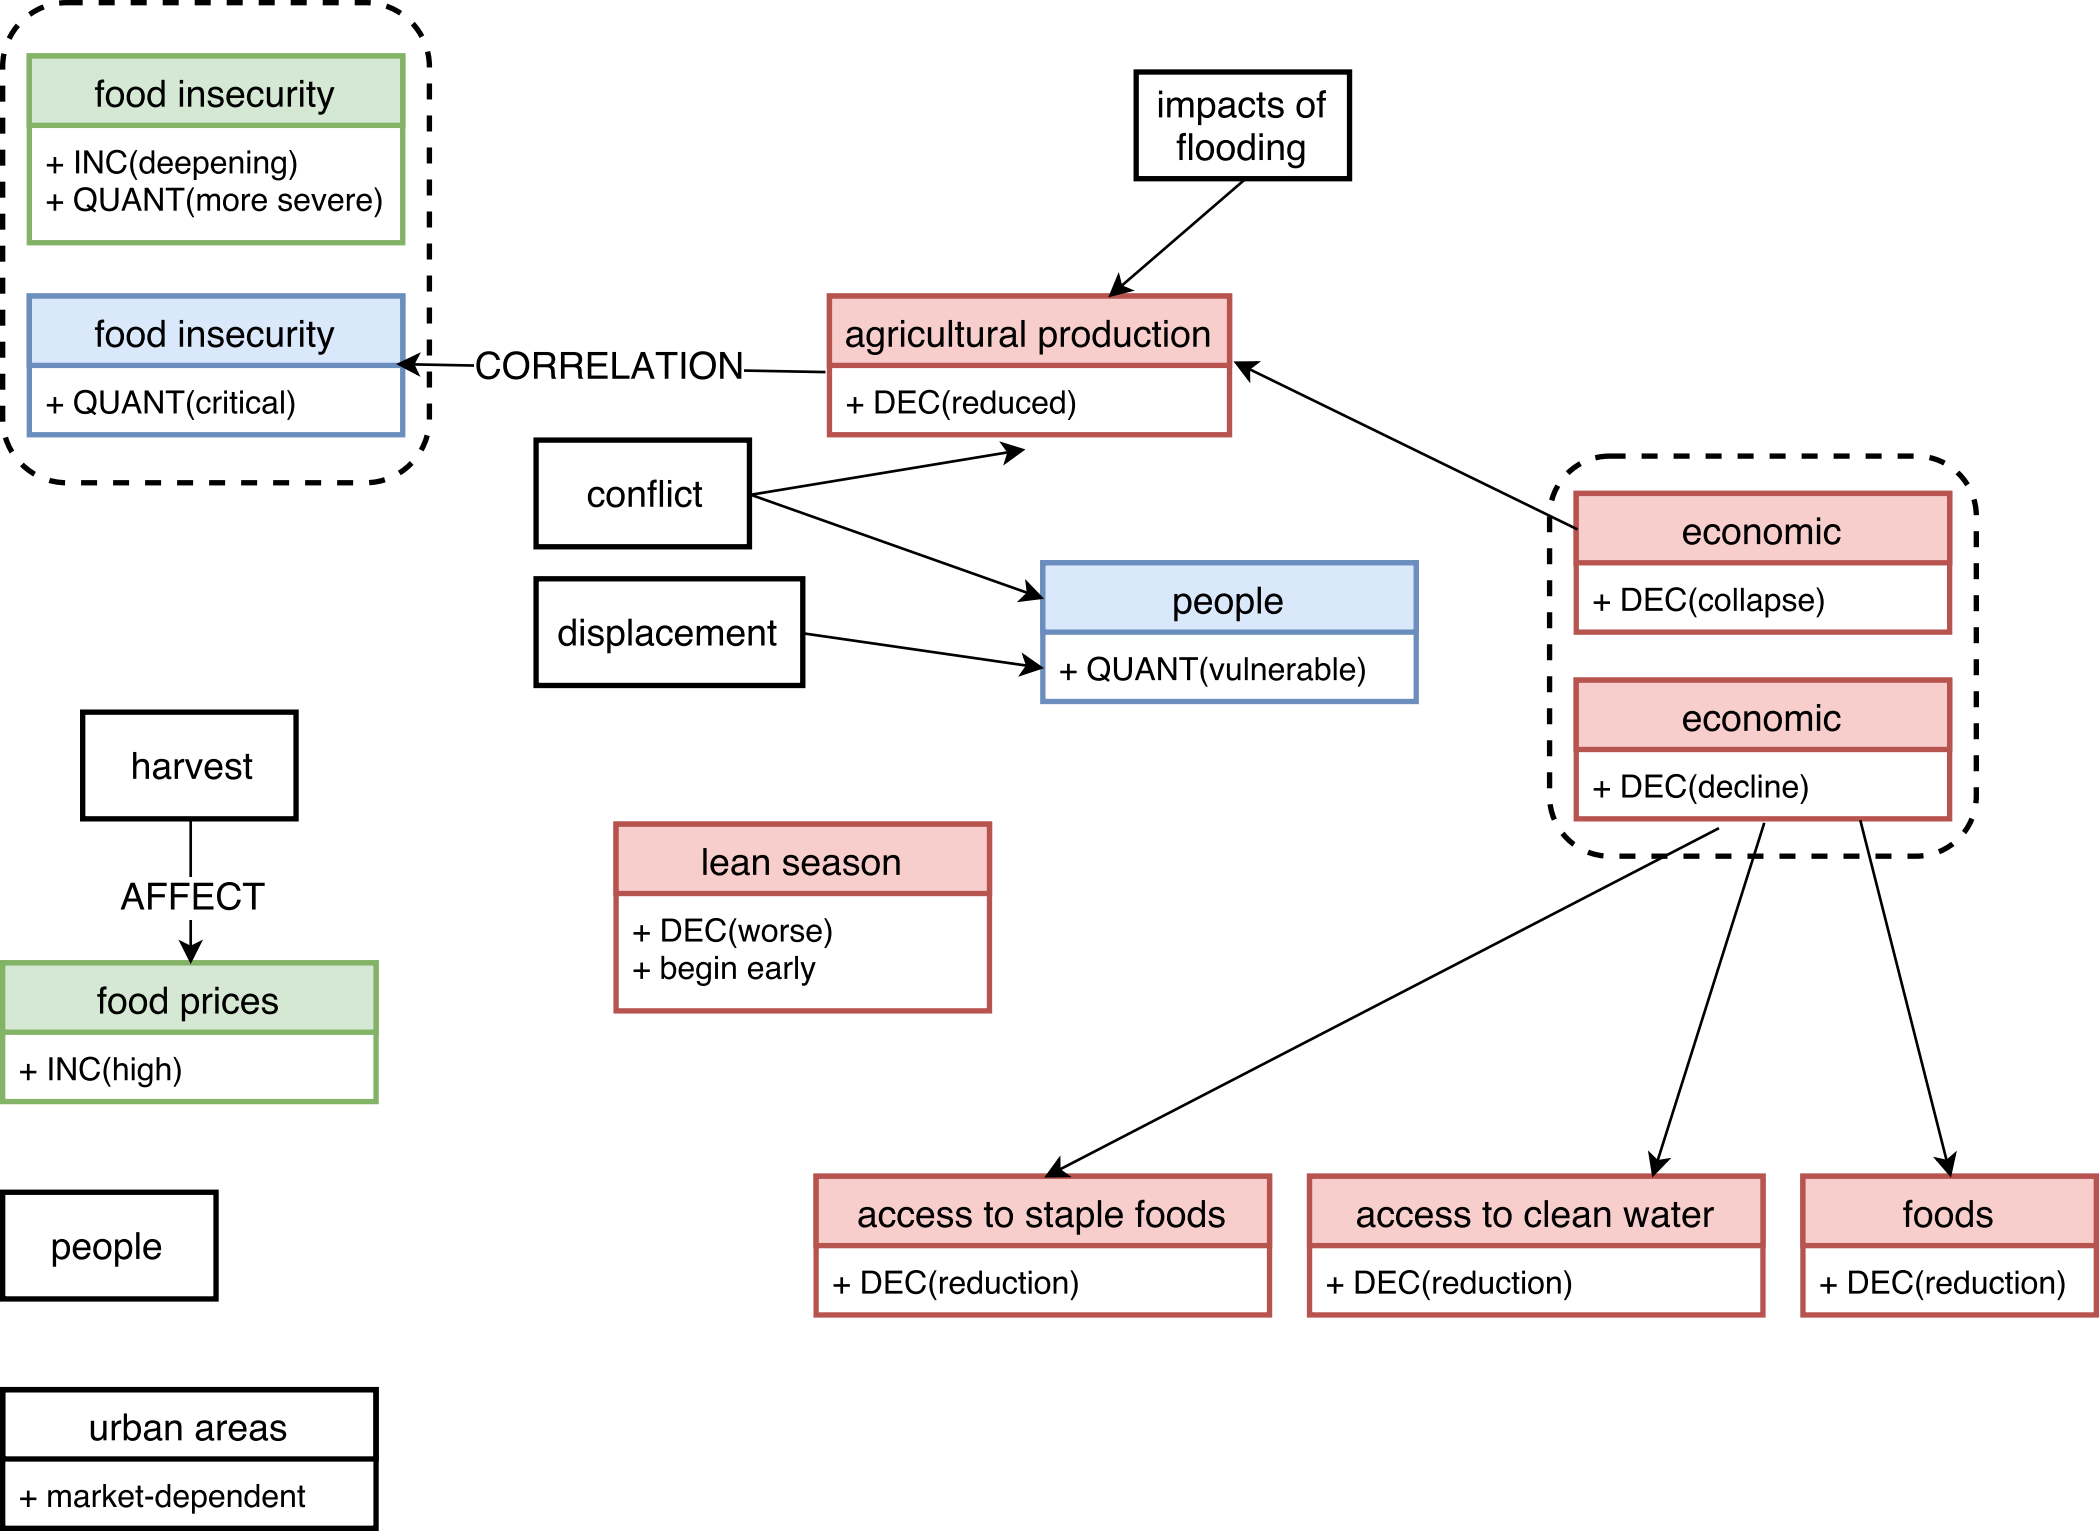 food insecurity
+ INC(deepening)
+ QUANT(more severe)
food insecurity
+ QUANT(critical)
impacts of
flooding
CORRELATION
agricultural production
+ DEC(reduced)
conflict
displacement
people
+ QUANT(vulnerable)
economic
+ DEC(collapse)
economic
+ DEC(decline)
harvest
AFFECT
food prices
+ INC(high)
lean season
+ DEC(worse)
+ begin early
access to staple foods
+ DEC(reduction)
access to clean water
+ DEC(reduction)
foods
+ DEC(reduction)
people
urban areas
+ market-dependent